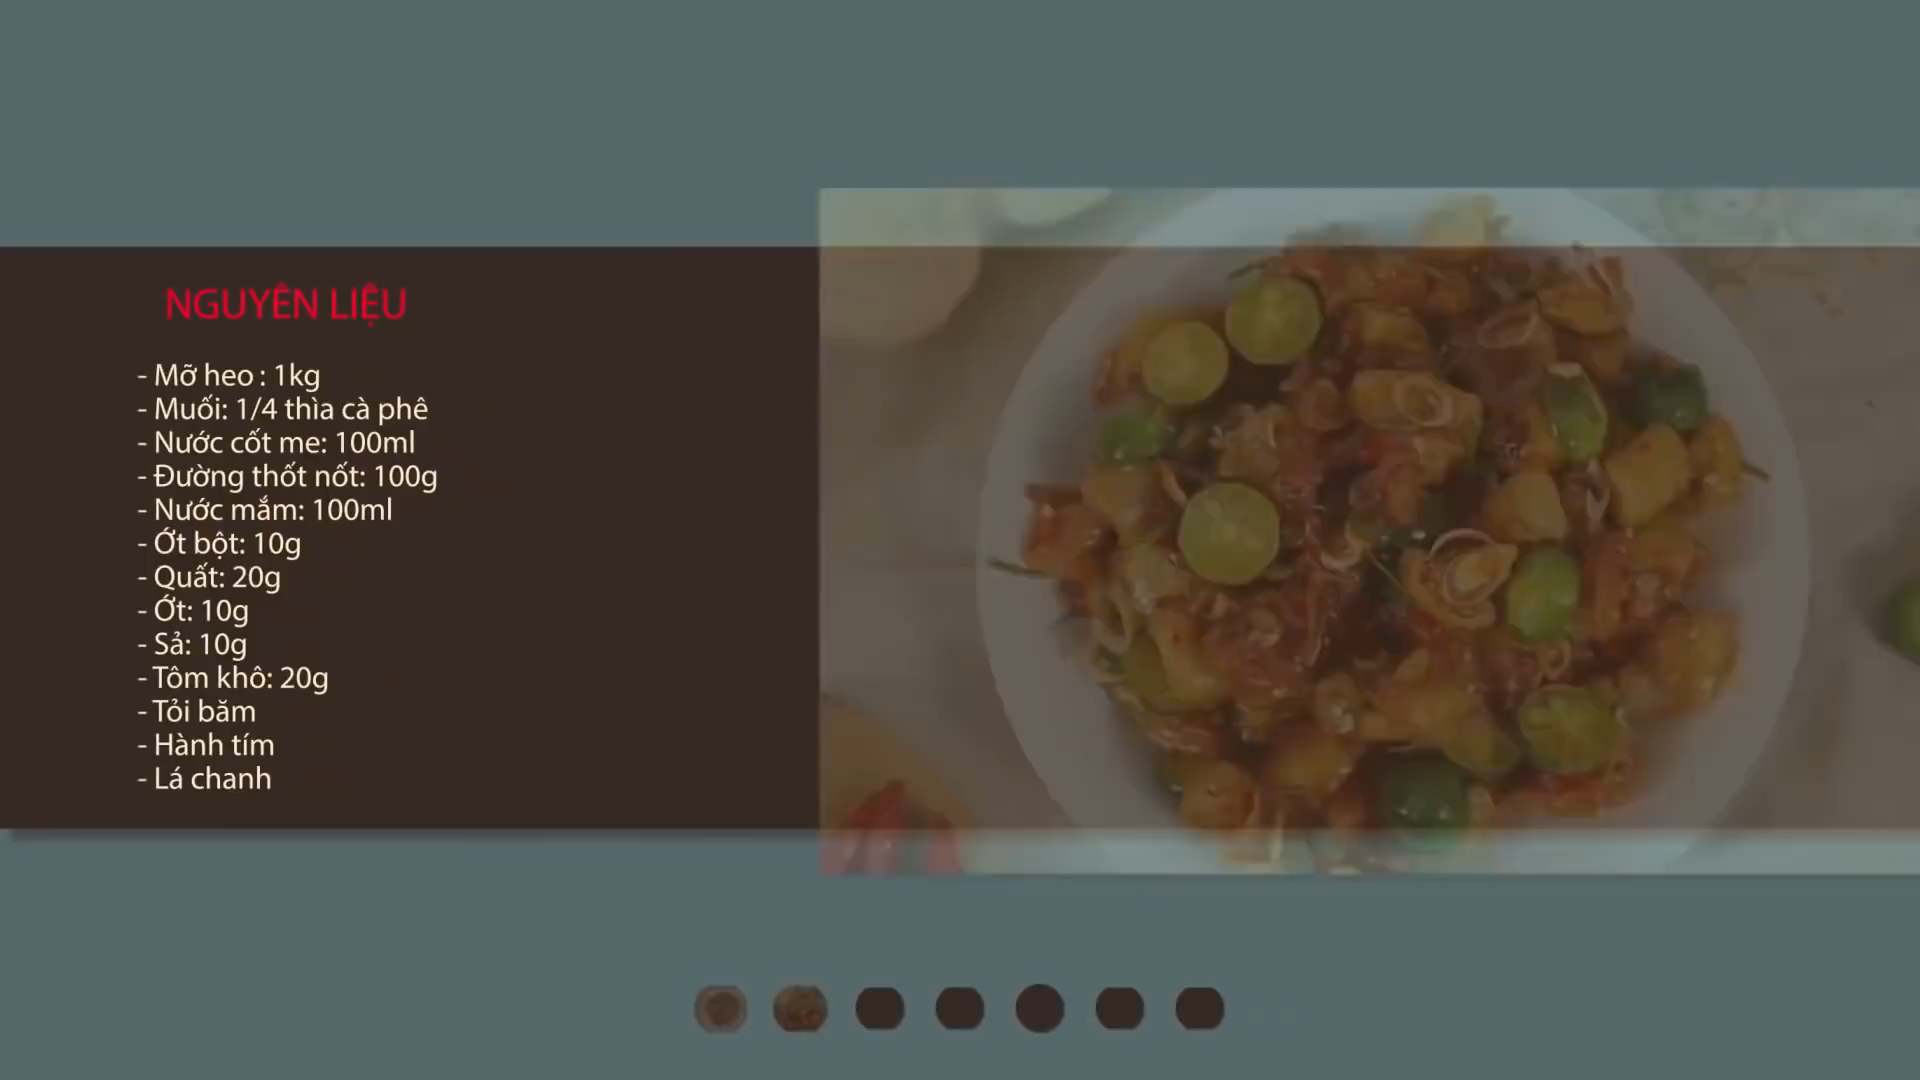 NGUYÊN LIỆU
- Mỡ heo : 1kg
- Muối: 1/4 thìa cà phê
- Nước cốt me: 100ml
- Đường thốt nốt: 100g
- Nước mắm: 100ml
- Ớt bột: 10g
- Quất: 20g
- Ớt: 10g
- Sả: 10g
- Tôm khô: 20g
- Tỏi băm
- Hành tím
- Lá chanh